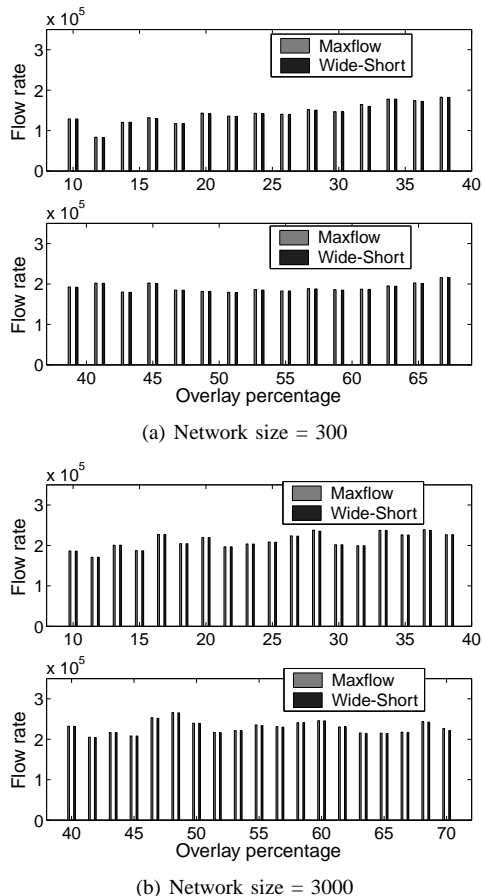 x 10^5
3
2
1
0
Flow rate
Maxflow
Wide-Short
10 15 20 25 30 35 40
x 10^5
3
2
1
0
Flow rate
Maxflow
Wide-Short
40 45 50 55 60 65
Overlay percentage
(a) Network size = 300
x 10^5
3
2
1
0
Flow rate
Maxflow
Wide-Short
10 15 20 25 30 35 40
x 10^5
3
2
1
0
Flow rate
Maxflow
Wide-Short
40 45 50 55 60 65 70
Overlay percentage
(b) Network size = 3000